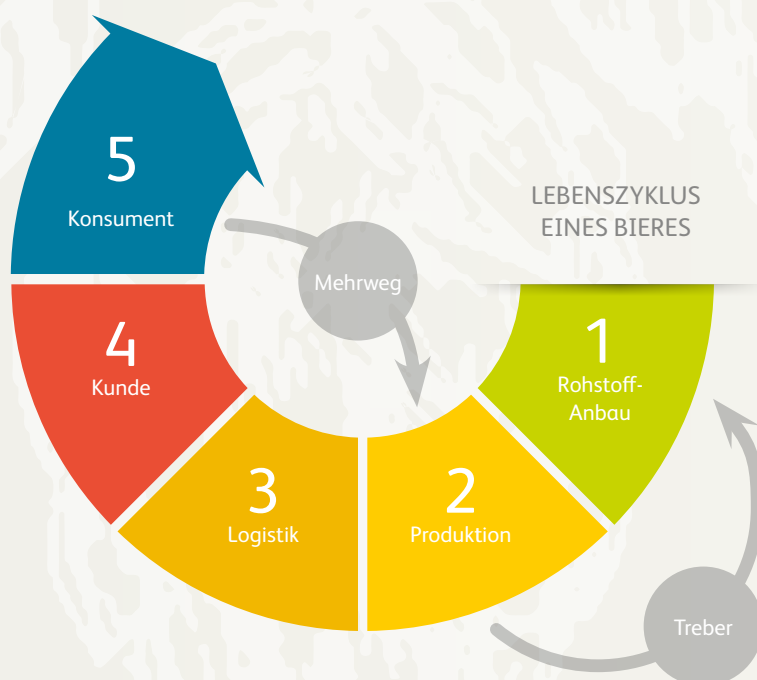 LEBENSZYKLUS
EINES BIERES
1
Rohstoff-
Anbau
2
Produktion
3
Logistik
4
Kunde
5
Konsument
Mehrweg
Treber